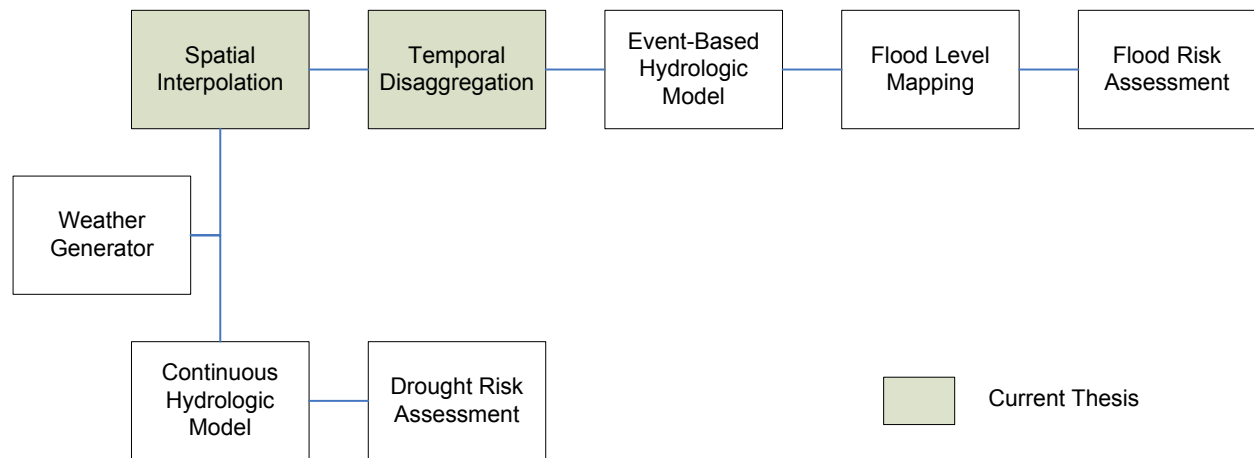 Spatial
Interpolation
Temporal
Disaggregation
Event-Based
Hydrologic
Model
Flood Level
Mapping
Flood Risk
Assessment
Weather
Generator
Continuous
Hydrologic
Model
Drought Risk
Assessment
Current Thesis